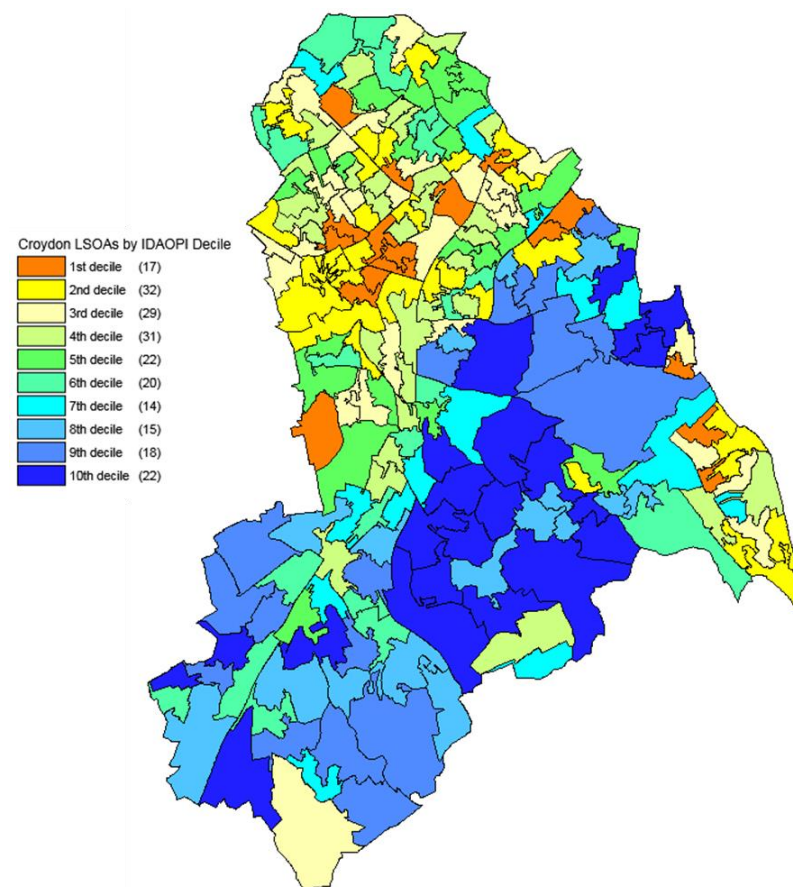 Croydon LSOAs by IDAOPI Decile
1st decile (17)
2nd decile (32)
3rd decile (29)
4th decile (31)
5th decile (22)
6th decile (20)
7th decile (14)
8th decile (15)
9th decile (18)
10th decile (22)